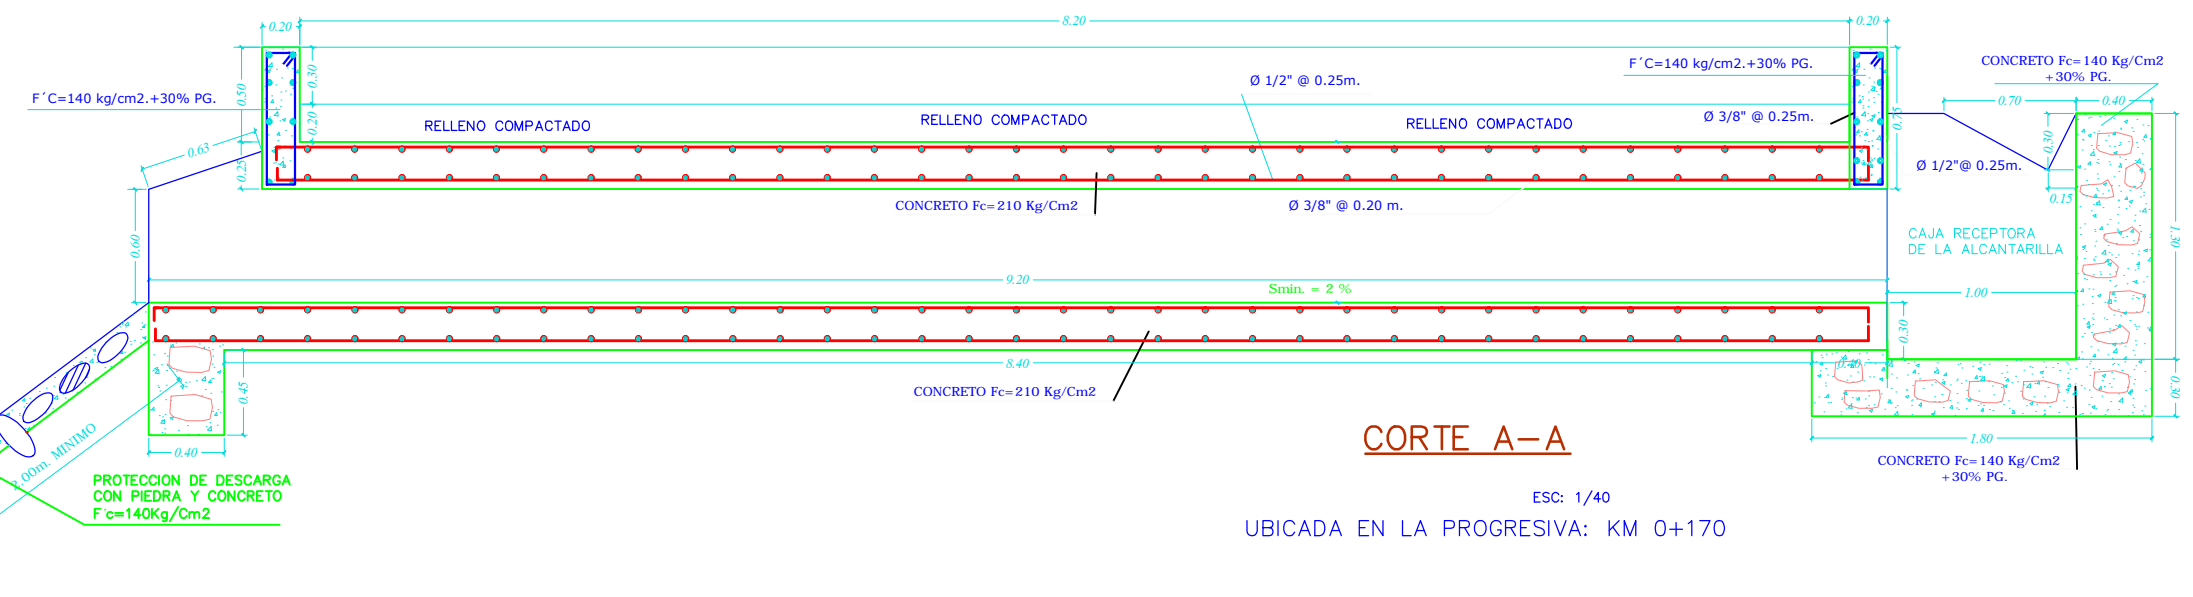 0.20
8.20
0.20
F´C=140 kg/cm2.+30% PG.
0.50
0.30
0.20
0.25
0.63
RELLENO COMPACTADO
RELLENO COMPACTADO
RELLENO COMPACTADO
Ø 1/2" @ 0.25m.
F´C=140 kg/cm2.+30% PG.
Ø 3/8" @ 0.25m.
0.75
CONCRETO Fc=140 Kg/Cm2
+30% PG.
0.70
0.40
0.30
Ø 1/2"@ 0.25m.
0.15
CONCRETO Fc=210 Kg/Cm2
Ø 3/8" @ 0.20 m.
0.60
CAJA RECEPTORA
DE LA ALCANTARILLA
1.30
9.20
Smin. = 2 %
1.00
0.30
8.40
0.40
CONCRETO Fc=210 Kg/Cm2
0.45
0.30
2.00m. MINIMO
0.40
1.80
CORTE A-A
CONCRETO Fc=140 Kg/Cm2
+30% PG.
PROTECCION DE DESCARGA
CON PIEDRA Y CONCRETO
F'c=140Kg/Cm2
ESC: 1/40
UBICADA EN LA PROGRESIVA: KM 0+170